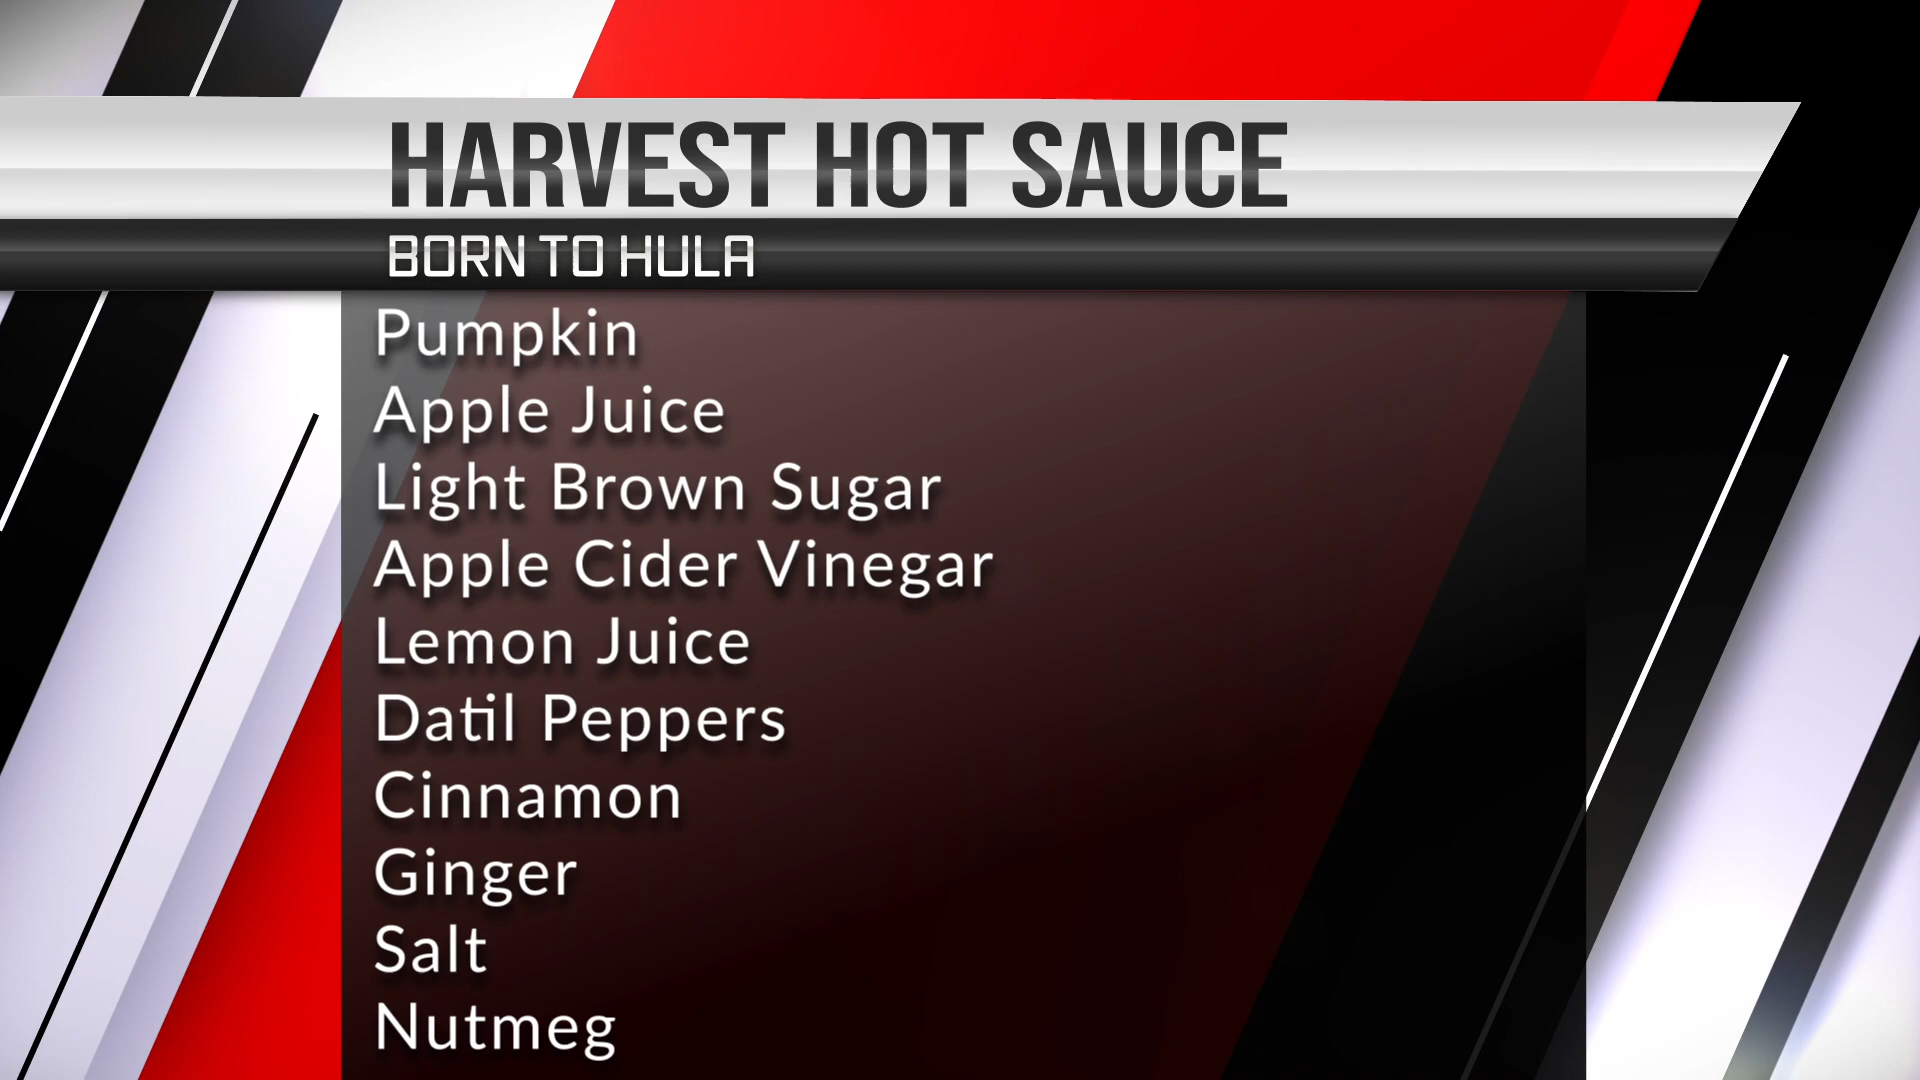 HARVEST HOT SAUCE
BORN TO HULA
Pumpkin
Apple Juice
Light Brown Sugar
Apple Cider Vinegar
Lemon Juice
Datil Peppers
Cinnamon
Ginger
Salt
Nutmeg